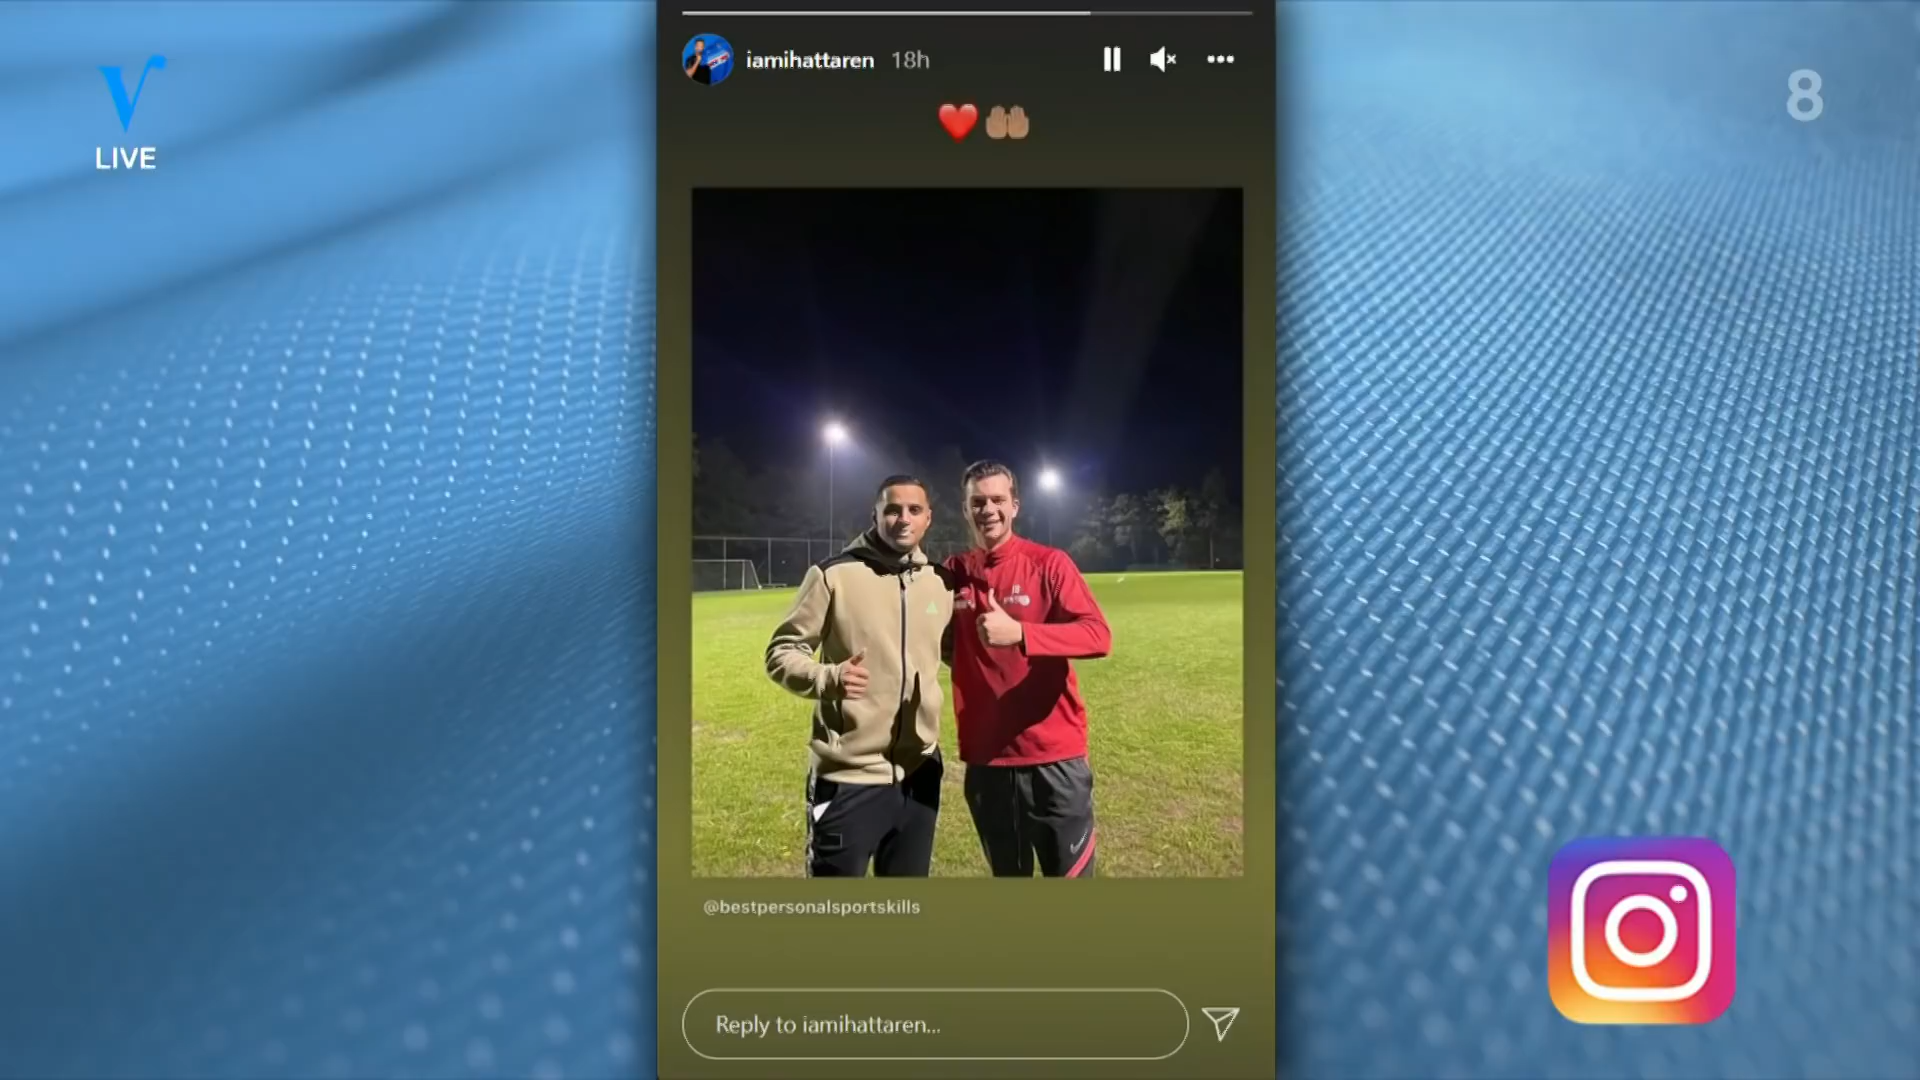 V
LIVE
8
iamihattaren 18h
@bestpersonalsportskills
Reply to iamihattaren...